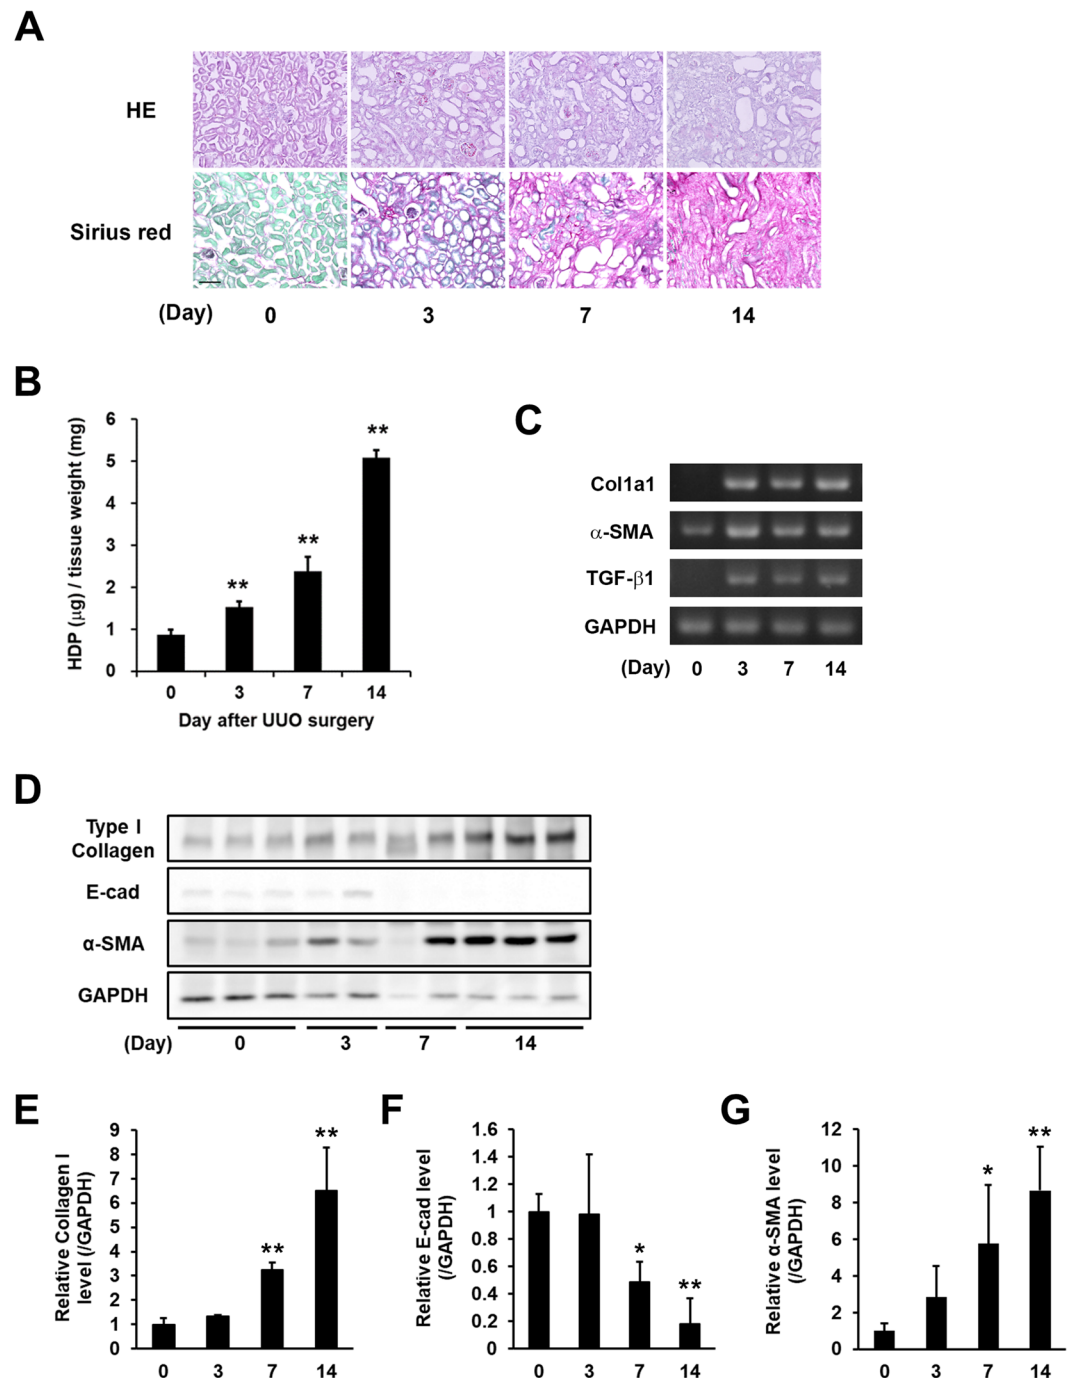 A
HE
Sirius red
(Day) 0 3 7 14
B
HDP (μg) / tissue weight (mg)
6
5
4
3
2
1
0
** ** **
0 3 7 14
Day after UUO surgery
C
Col1a1
α-SMA
TGF-β1
GAPDH
(Day) 0 3 7 14
D
Type I
Collagen
E-cad
α-SMA
GAPDH
(Day) 0 3 7 14
E
Relative Collagen I
level (/GAPDH)
9
8
7
6
5
4
3
2
1
0
** **
0 3 7 14
F
Relative E-cad level
(/GAPDH)
1.6
1.4
1.2
1
0.8
0.6
0.4
0.2
0
* **
0 3 7 14
G
Relative α-SMA level
(/GAPDH)
12
10
8
6
4
2
0
* **
0 3 7 14